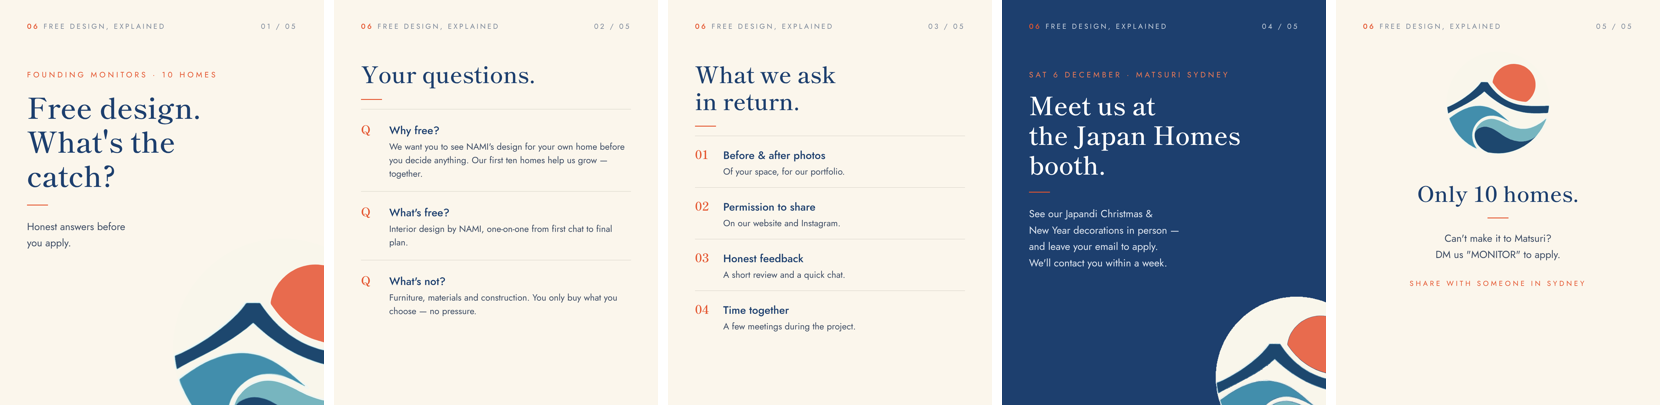 06 FREE DESIGN, EXPLAINED
01 / 05
FOUNDING MONITORS · 10 HOMES
Free design.
What's the
catch?
Honest answers before
you apply.
06 FREE DESIGN, EXPLAINED
02 / 05
Your questions.
Q
Why free?
We want you to see NAMI's design for your own home before
you decide anything. Our first ten homes help us grow —
together.
Q
What's free?
Interior design by NAMI, one-on-one from first chat to final
plan.
Q
What's not?
Furniture, materials and construction. You only buy what you
choose — no pressure.
06 FREE DESIGN, EXPLAINED
03 / 05
What we ask
in return.
01
Before & after photos
Of your space, for our portfolio.
02
Permission to share
On our website and Instagram.
03
Honest feedback
A short review and a quick chat.
04
Time together
A few meetings during the project.
06 FREE DESIGN, EXPLAINED
04 / 05
SAT 6 DECEMBER · MATSURI SYDNEY
Meet us at
the Japan Homes
booth.
See our Japandi Christmas &
New Year decorations in person —
and leave your email to apply.
We'll contact you within a week.
06 FREE DESIGN, EXPLAINED
05 / 05
Only 10 homes.
Can't make it to Matsuri?
DM us "MONITOR" to apply.
SHARE WITH SOMEONE IN SYDNEY